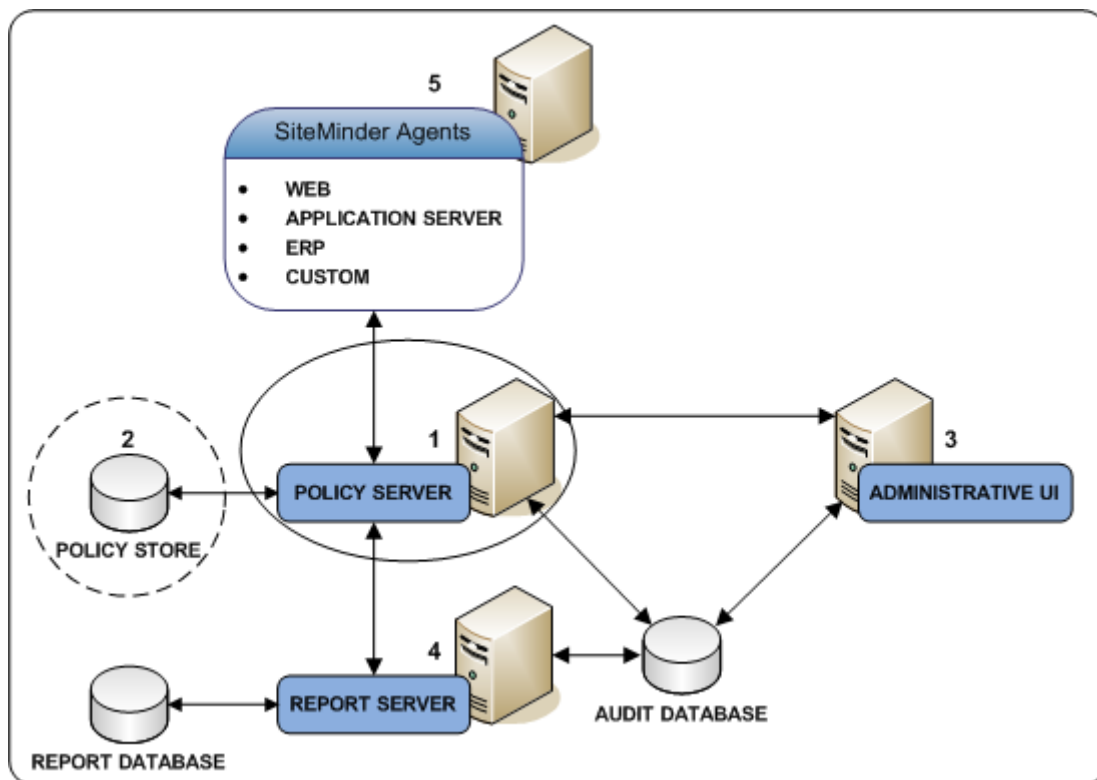 5
SiteMinder Agents
• WEB
• APPLICATION SERVER
• ERP
• CUSTOM
2
1
3
POLICY SERVER
ADMINISTRATIVE UI
POLICY STORE
4
REPORT SERVER
AUDIT DATABASE
REPORT DATABASE